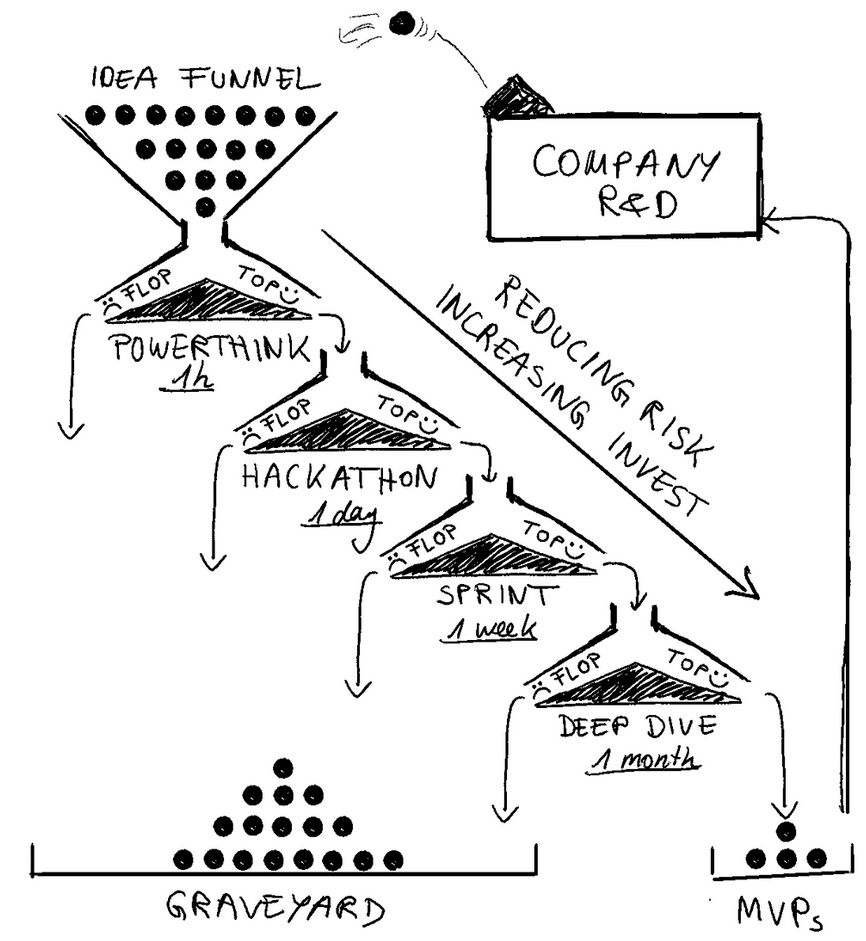 IDEA FUNNEL
COMPANY
R&D
FLOP
TOP
POWERTHINK
1h
REDUCING RISK
INCREASING INVEST
FLOP
TOP
HACKATHON
1 day
FLOP
TOP
SPRINT
1 week
FLOP
TOP
DEEP DIVE
1 month
GRAVEYARD
MVPs